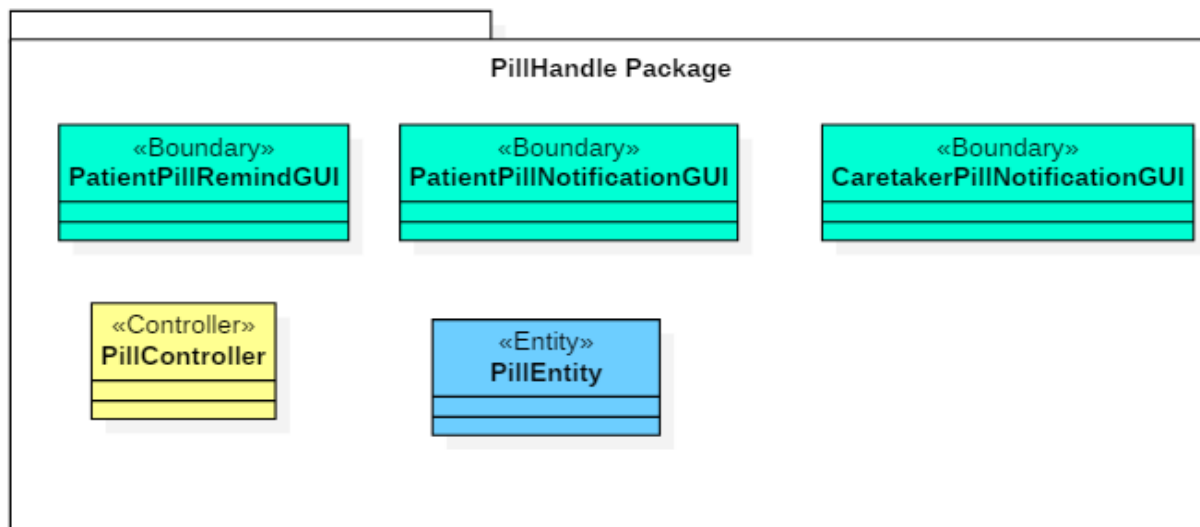 PillHandle Package
«Boundary»
PatientPillRemindGUI
«Boundary»
PatientPillNotificationGUI
«Boundary»
CaretakerPillNotificationGUI
«Controller»
PillController
«Entity»
PillEntity